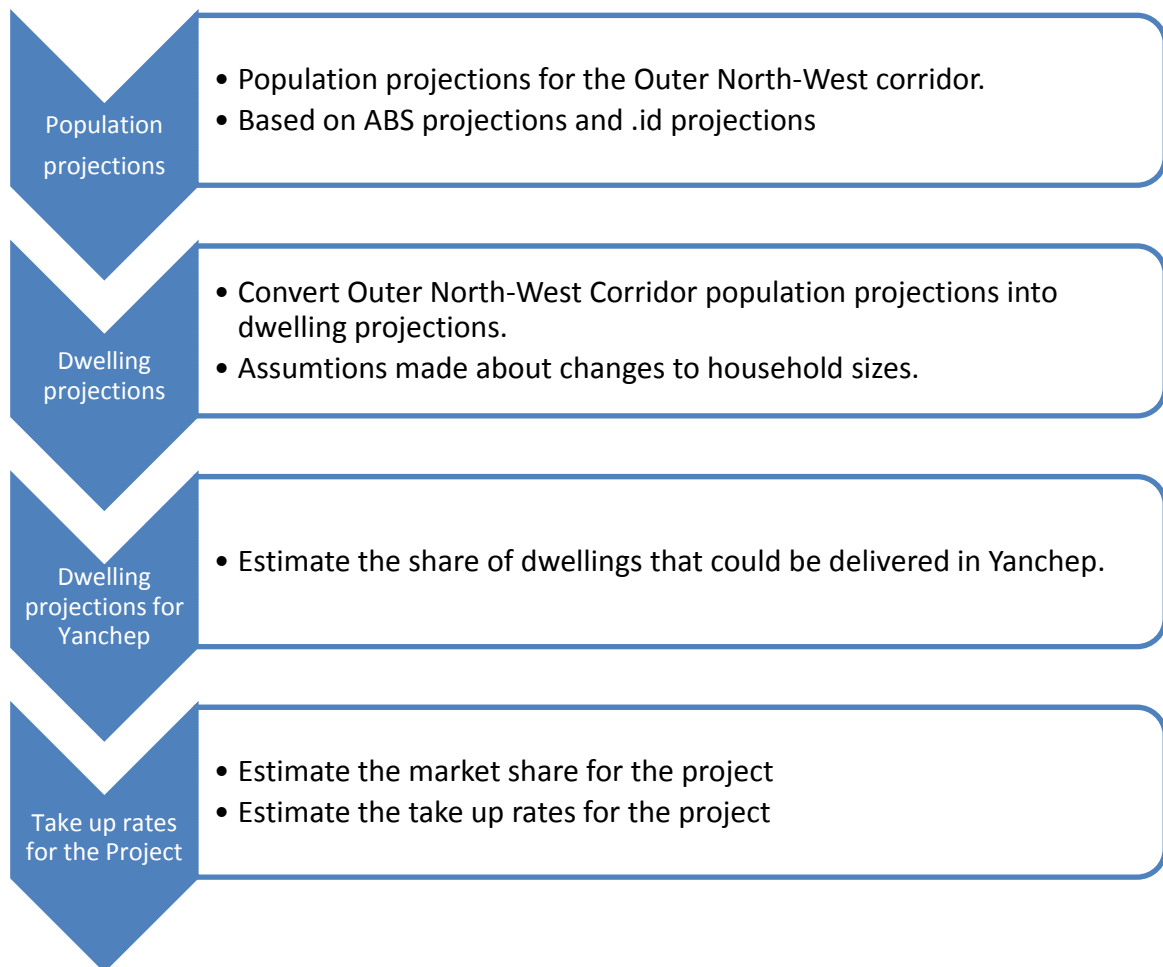 Population
projections
• Population projections for the Outer North-West corridor.
• Based on ABS projections and .id projections
Dwelling
projections
• Convert Outer North-West Corridor population projections into
dwelling projections.
• Assumtions made about changes to household sizes.
Dwelling
projections for
Yanchep
• Estimate the share of dwellings that could be delivered in Yanchep.
Take up rates
for the Project
• Estimate the market share for the project
• Estimate the take up rates for the project